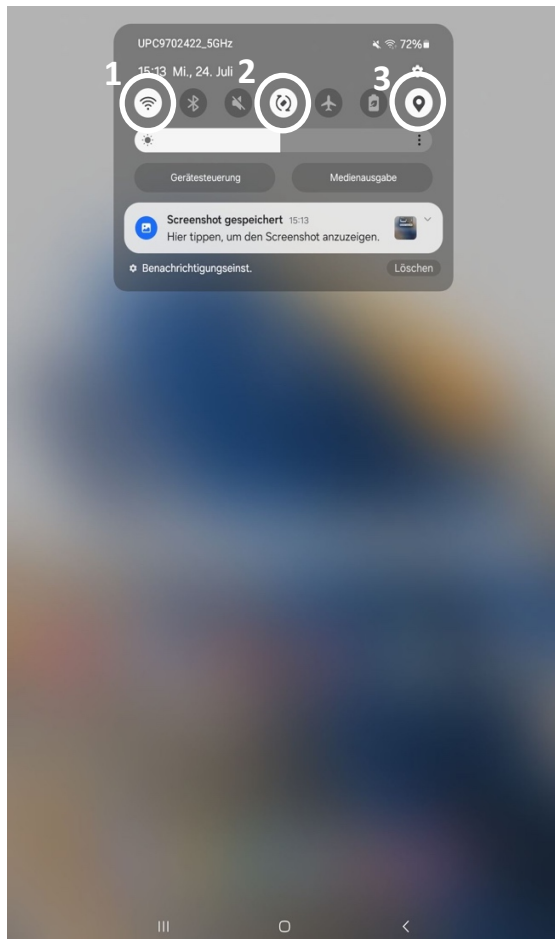 UPC9702422_5GHz 72%
15:13 Mi., 24. Juli
1 2 3
Gerätesteuerung Medienausgabe
Screenshot gespeichert 15:13
Hier tippen, um den Screenshot anzuzeigen.
Benachrichtigungseinst. Löschen